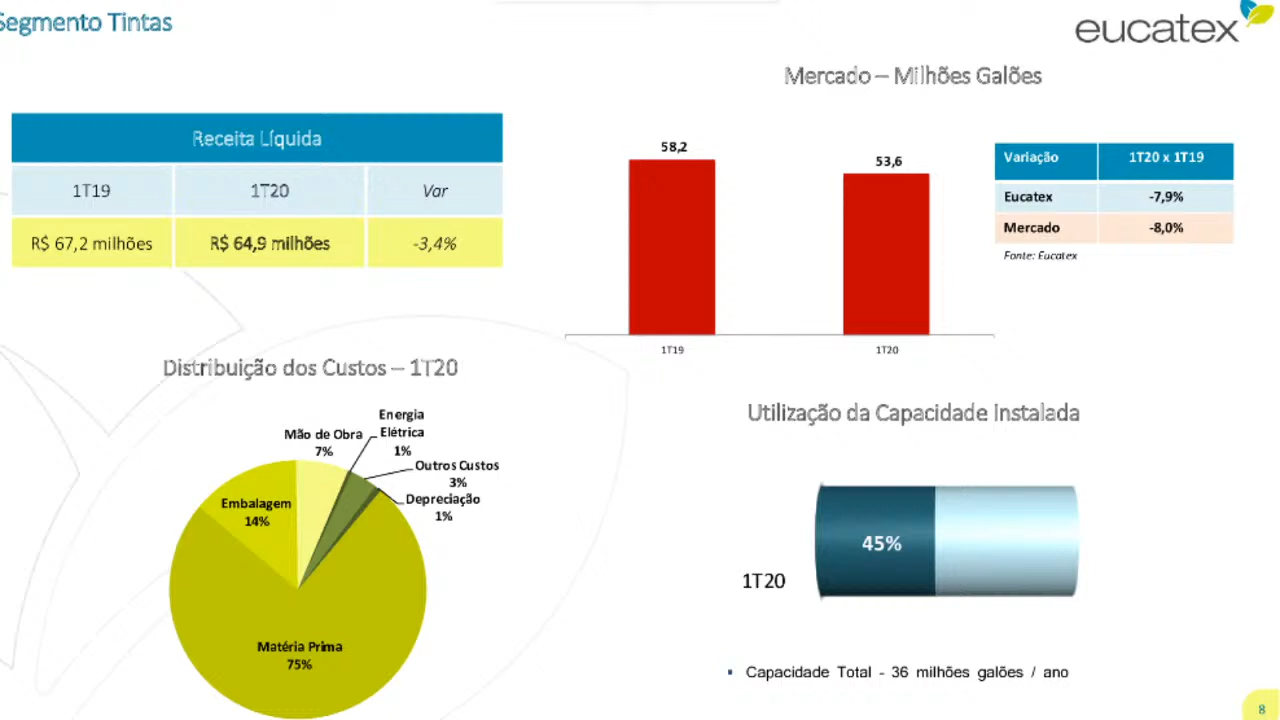 Segmento Tintas
eucatex
Receita Líquida
1T19 1T20 Var
R$ 67,2 milhões R$ 64,9 milhões -3,4%
Mercado – Milhões Galões
58,2
53,6
1T19 1T20
Variação 1T20 x 1T19
Eucatex -7,9%
Mercado -8,0%
Fonte: Eucatex
Distribuição dos Custos – 1T20
Mão de Obra
7%
Energia
Elétrica
1%
Outros Custos
3%
Depreciação
1%
Embalagem
14%
Matéria Prima
75%
Utilização da Capacidade Instalada
45%
1T20
▪ Capacidade Total - 36 milhões galões / ano
8